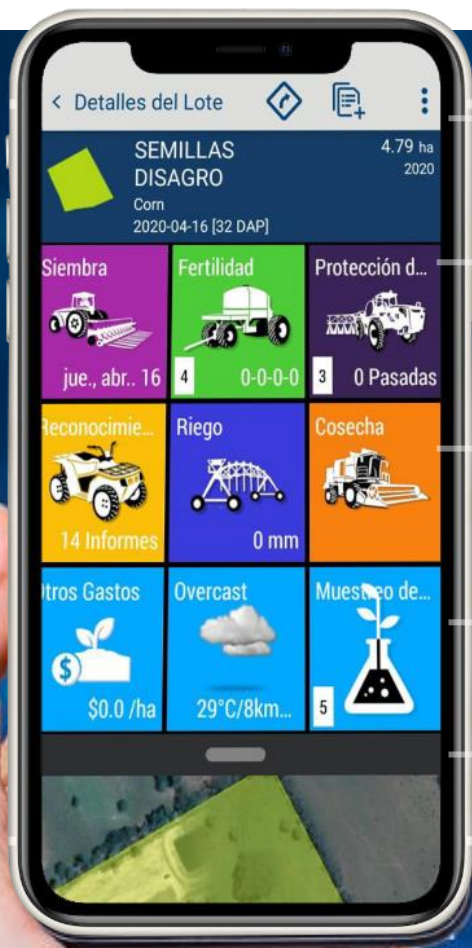 < Detalles del Lote
SEMILLAS 4.79 ha
DISAGRO 2020
Corn
2020-04-16 [32 DAP]
Siembra Fertilidad Protección d...
jue., abr.. 16 4 0-0-0-0 3 0 Pasadas
Reconocimie... Riego Cosecha
14 Informes 0 mm
Otros Gastos Overcast Muestreo de...
$
$0.0 /ha 29°C/8km... 5